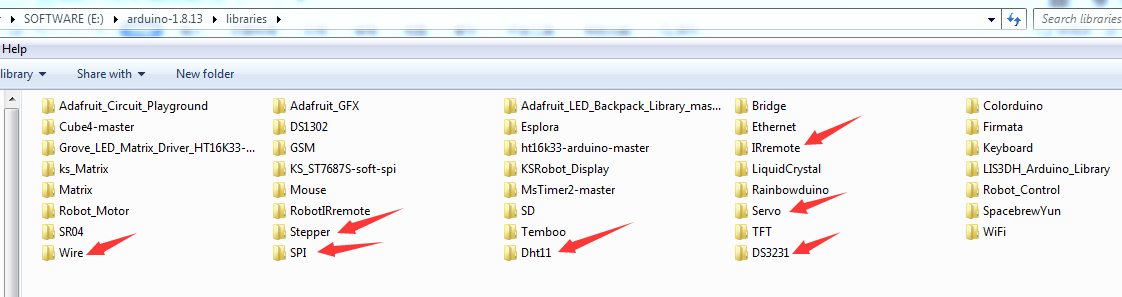 SOFTWARE (E:) arduino-1.8.13 libraries Search libraries
Help
library Share with New folder
Adafruit_Circuit_Playground Adafruit_GFX Adafruit_LED_Backpack_Library_mas... Bridge Colorduino
Cube4-master DS1302 Esplora Ethernet Firmata
Grove_LED_Matrix_Driver_HT16K33-... GSM ht16k33-arduino-master IRremote Keyboard
ks_Matrix KS_ST7687S-soft-spi KSRobot_Display LiquidCrystal LIS3DH_Arduino_Library
Matrix Mouse MsTimer2-master Rainbowduino Robot_Control
Robot_Motor RobotIRremote SD Servo SpacebrewYun
SR04 Stepper Temboo TFT WiFi
Wire SPI Dht11 DS3231